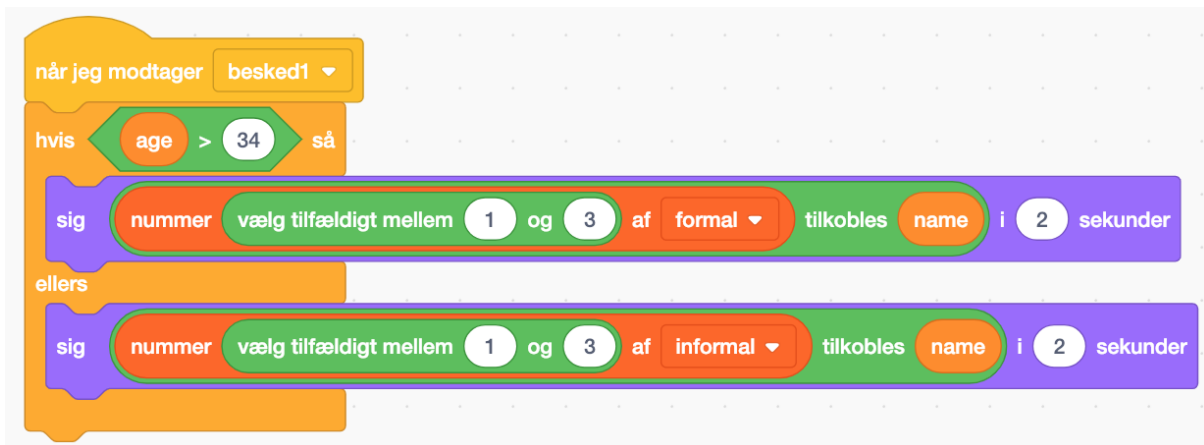 når jeg modtager besked1
hvis age > 34 så
sig nummer vælg tilfældigt mellem 1 og 3 af formal tilkobles name i 2 sekunder
ellers
sig nummer vælg tilfældigt mellem 1 og 3 af informal tilkobles name i 2 sekunder